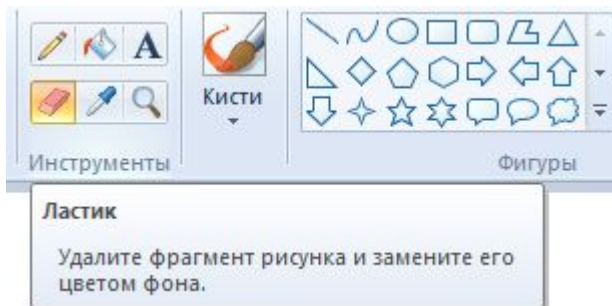 A
Кисти
Инструменты
Фигуры
Ластик
Удалите фрагмент рисунка и замените его
цветом фона.